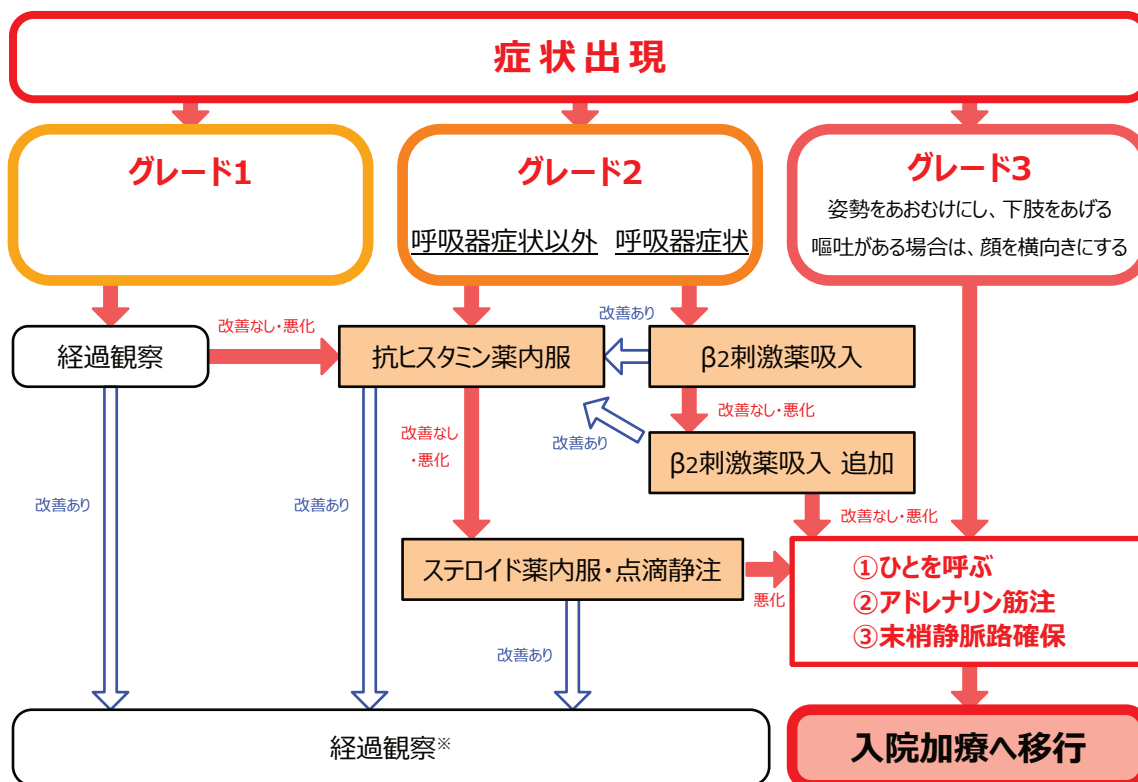 症状出現
グレード1
グレード2
呼吸器症状以外 呼吸器症状
グレード3
姿勢をあおむけにし、下肢をあげる
嘔吐がある場合は、顔を横向きにする
経過観察
改善なし・悪化
抗ヒスタミン薬内服
改善あり
β2刺激薬吸入
改善なし・悪化
改善あり
β2刺激薬吸入 追加
改善なし
・悪化
改善あり
改善あり
改善なし・悪化
ステロイド薬内服・点滴静注
悪化
①ひとを呼ぶ
②アドレナリン筋注
③末梢静脈路確保
改善あり
経過観察※
入院加療へ移行